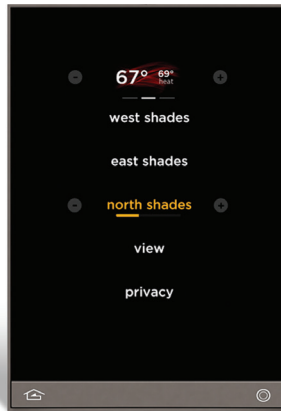 67° 69°
heat
west shades
east shades
north shades
view
privacy